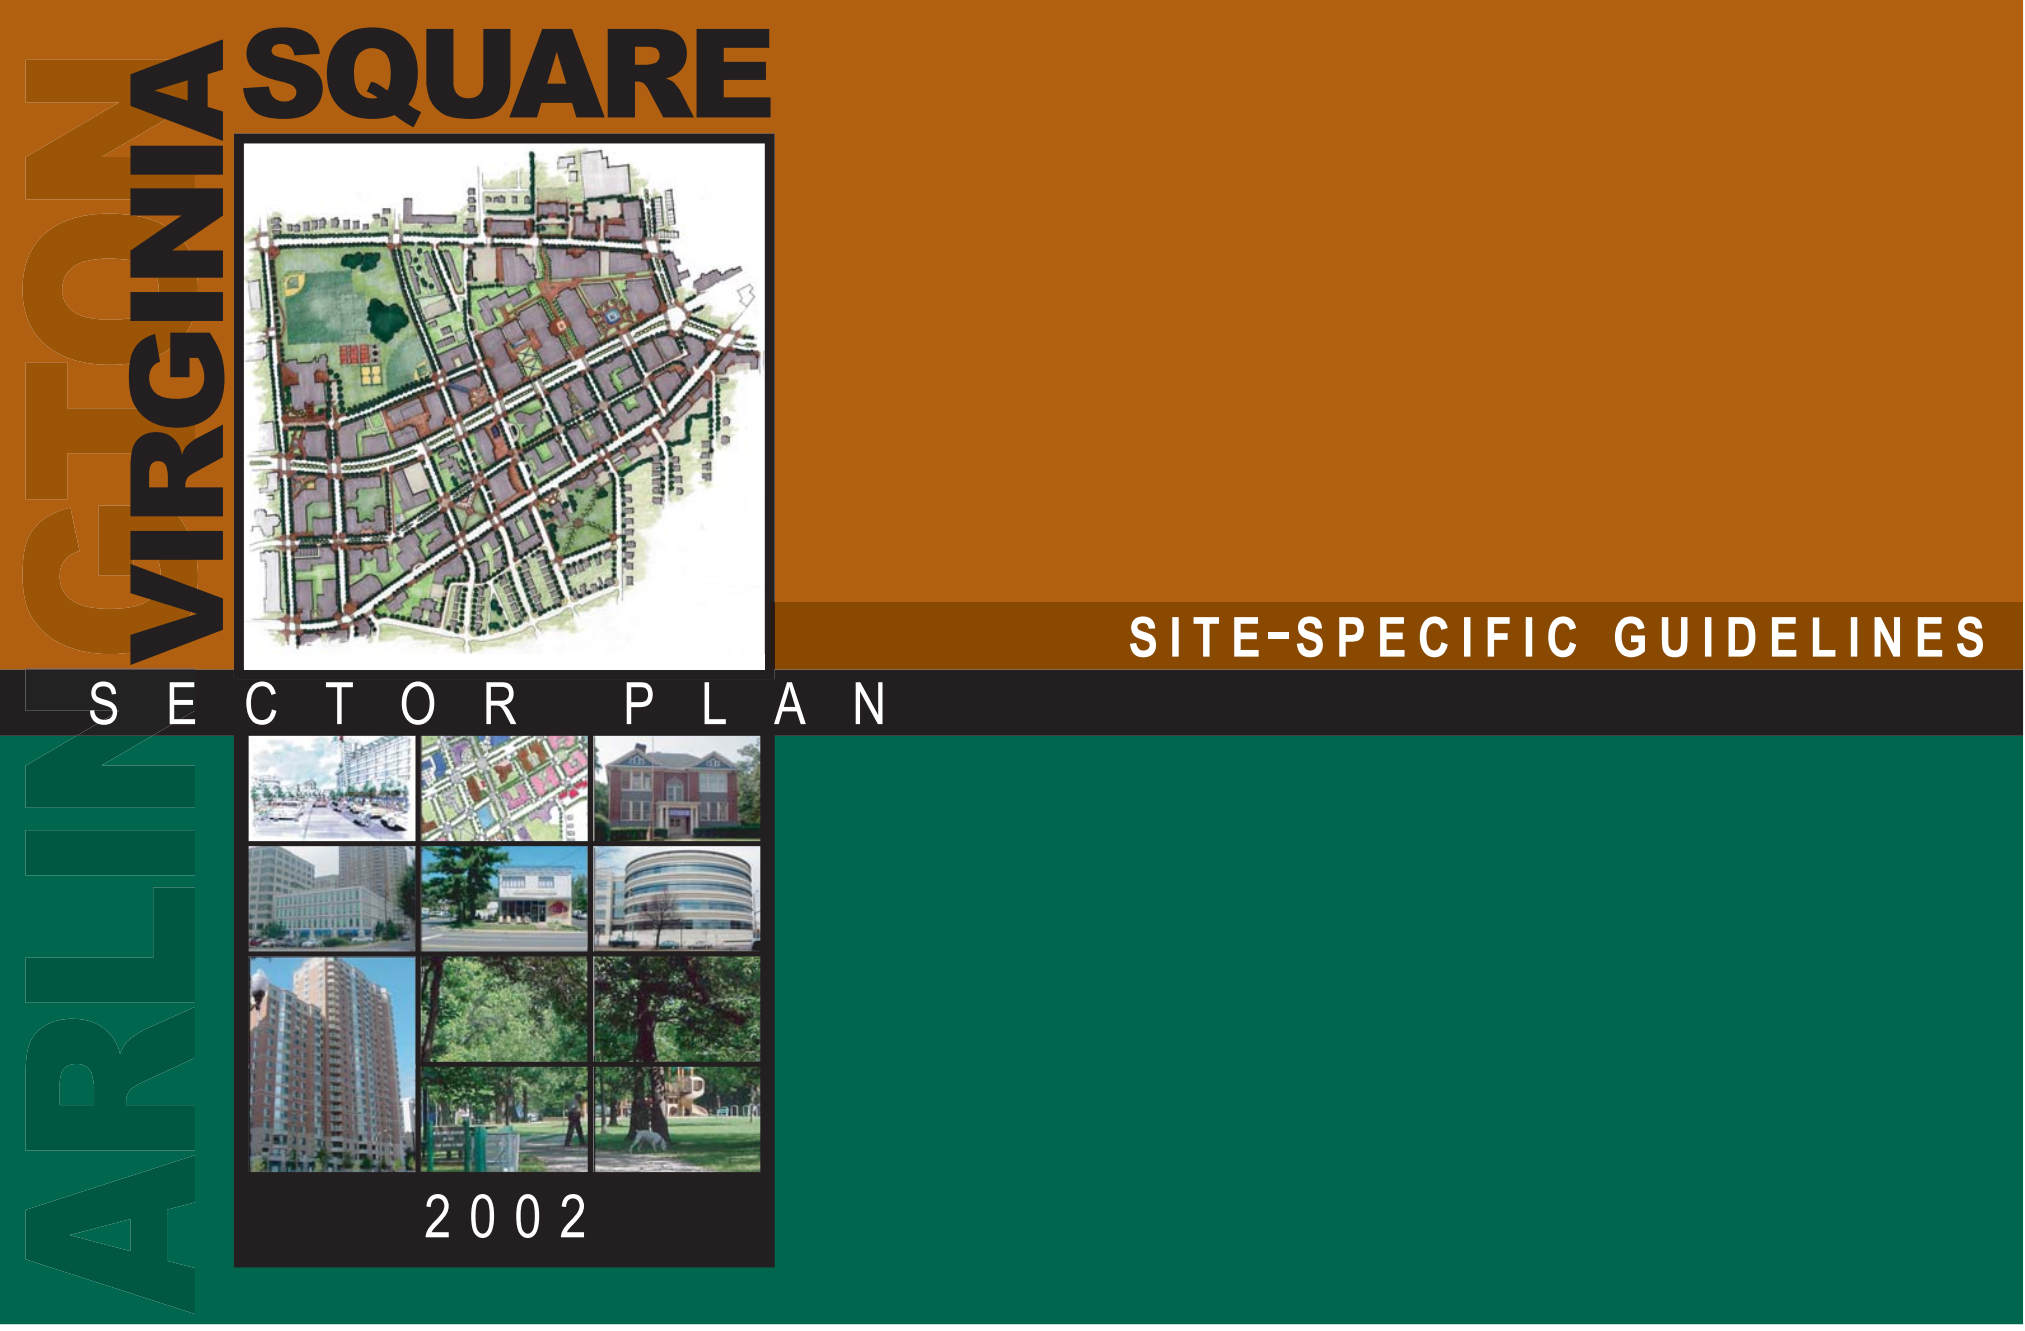 ARLINGTON
VIRGINIA
SQUARE
SITE-SPECIFIC GUIDELINES
SECTOR PLAN
2002